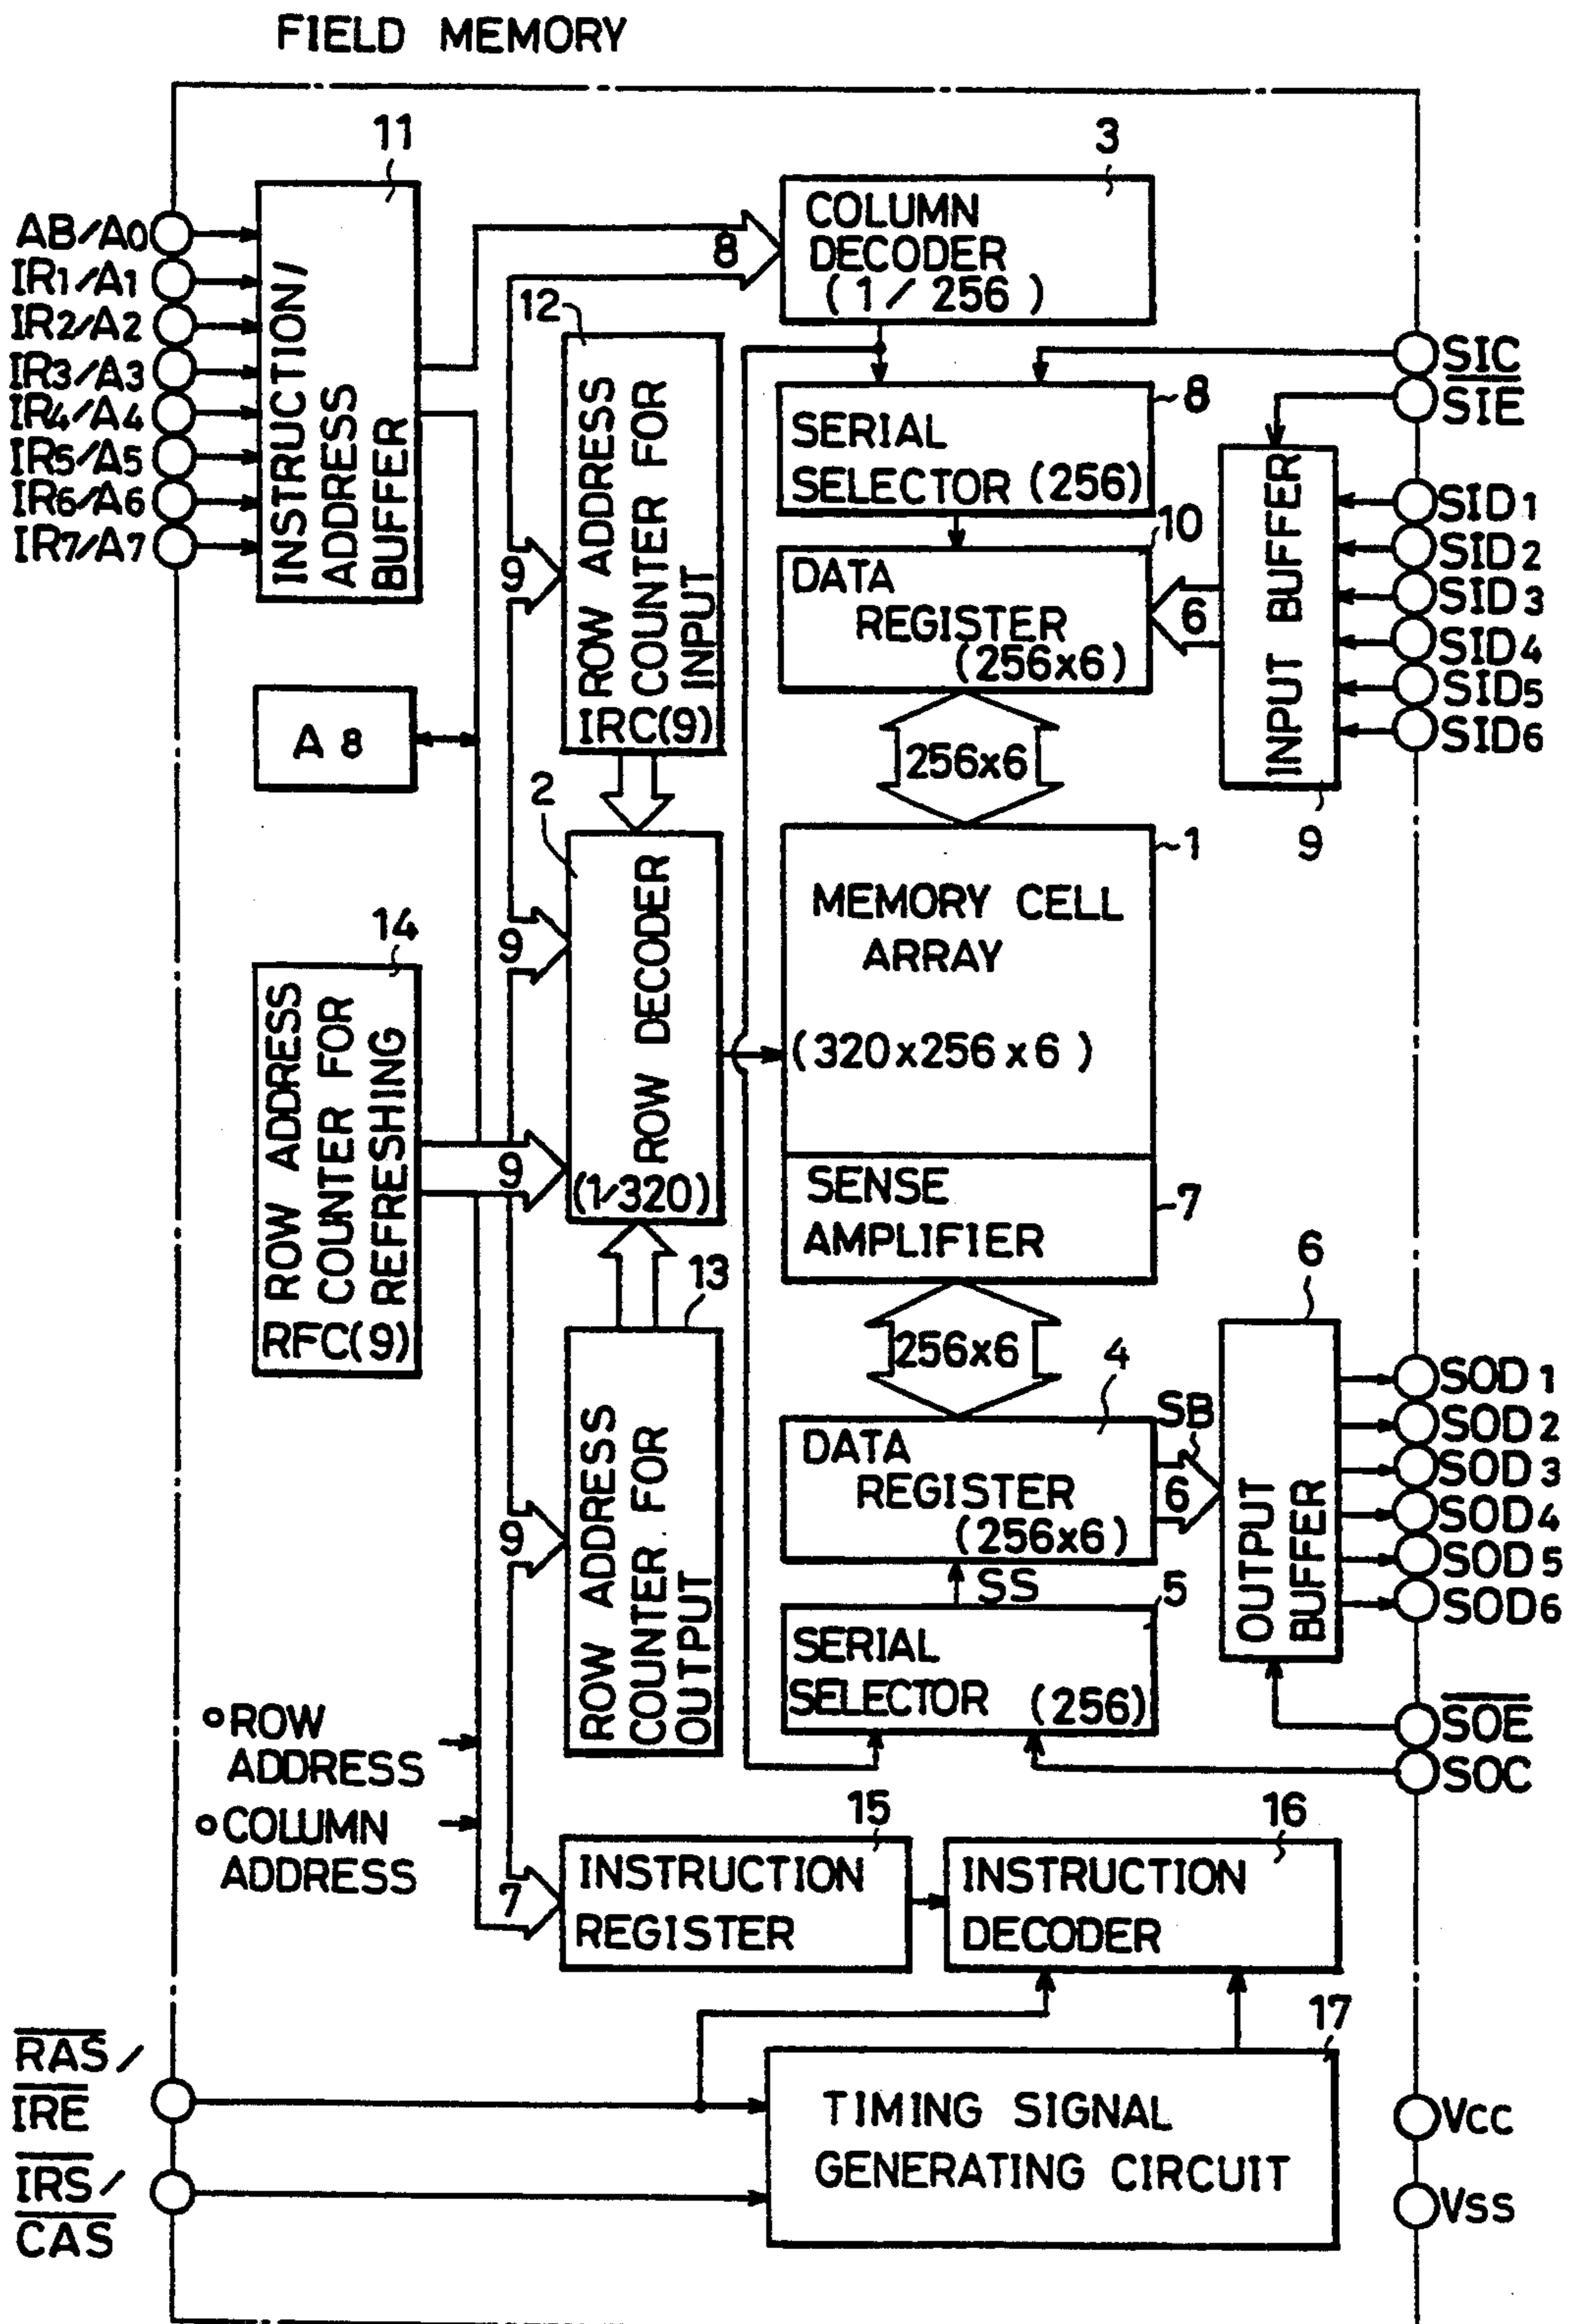 FIELD MEMORY
11
3
AB/A0
IR1/A1
IR2/A2
IR3/A3
IR4/A4
IR5/A5
IR6/A6
IR7/A7
INSTRUCTION/
ADDRESS
BUFFER
8
COLUMN
DECODER
(1/256)
12
ROW ADDRESS
COUNTER FOR
INPUT
IRC(9)
9
SERIAL
SELECTOR (256)
8
SIC
SIE
10
DATA
REGISTER
(256x6)
6
INPUT BUFFER
9
SID1
SID2
SID3
SID4
SID5
SID6
A8
256x6
2
9
ROW DECODER
(1/320)
9
MEMORY CELL
ARRAY
(320x256x6)
1
SENSE
AMPLIFIER
7
14
ROW ADDRESS
COUNTER FOR
REFRESHING
RFC(9)
13
9
ROW ADDRESS
COUNTER FOR
OUTPUT
256x6
4
DATA
REGISTER
(256x6)
SB
6
6
OUTPUT
BUFFER
SOD1
SOD2
SOD3
SOD4
SOD5
SOD6
SS
5
SERIAL
SELECTOR (256)
SOE
SOC
ROW
ADDRESS
COLUMN
ADDRESS
7
15
INSTRUCTION
REGISTER
16
INSTRUCTION
DECODER
17
TIMING SIGNAL
GENERATING CIRCUIT
RAS/
IRE
IRS/
CAS
VCC
VSS